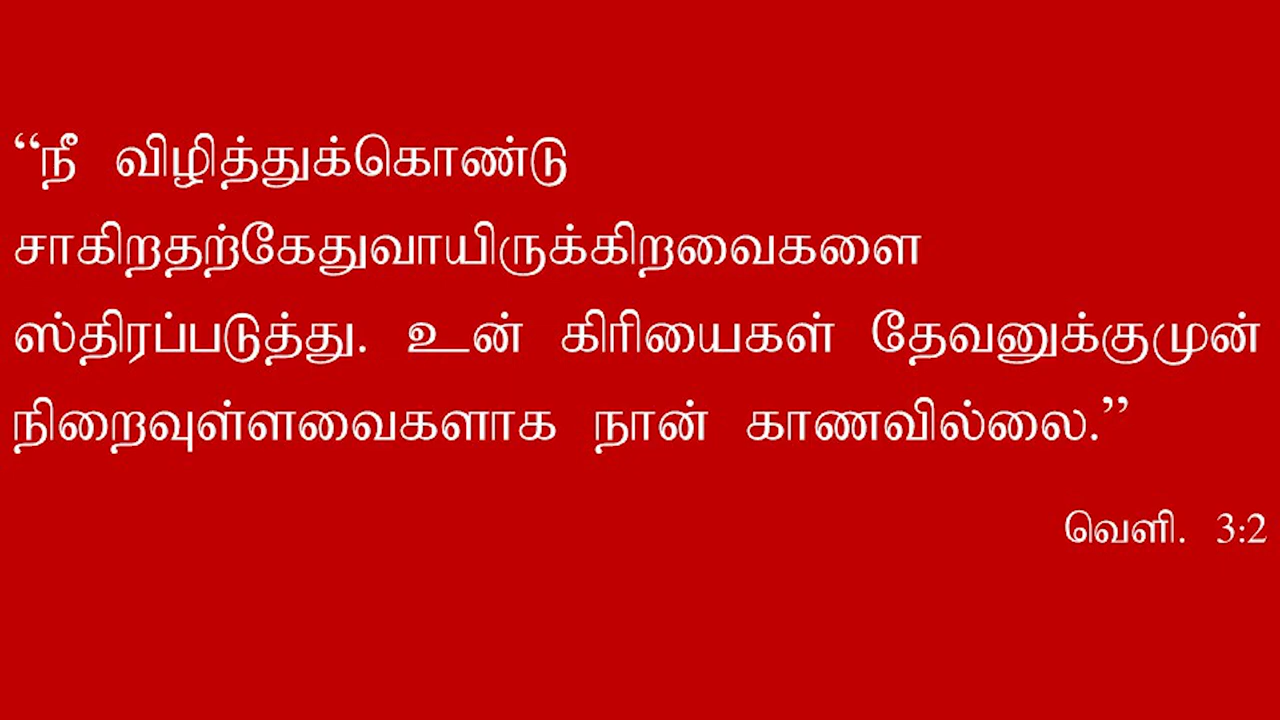 “நீ விழித்துக்கொண்டு
சாகிறதற்கேதுவாயிருக்கிறவைகளை
ஸ்திரப்படுத்து. உன் கிரியைகள் தேவனுக்குமுன்
நிறைவுள்ளவைகளாக நான் காணவில்லை.”
வெளி. 3:2